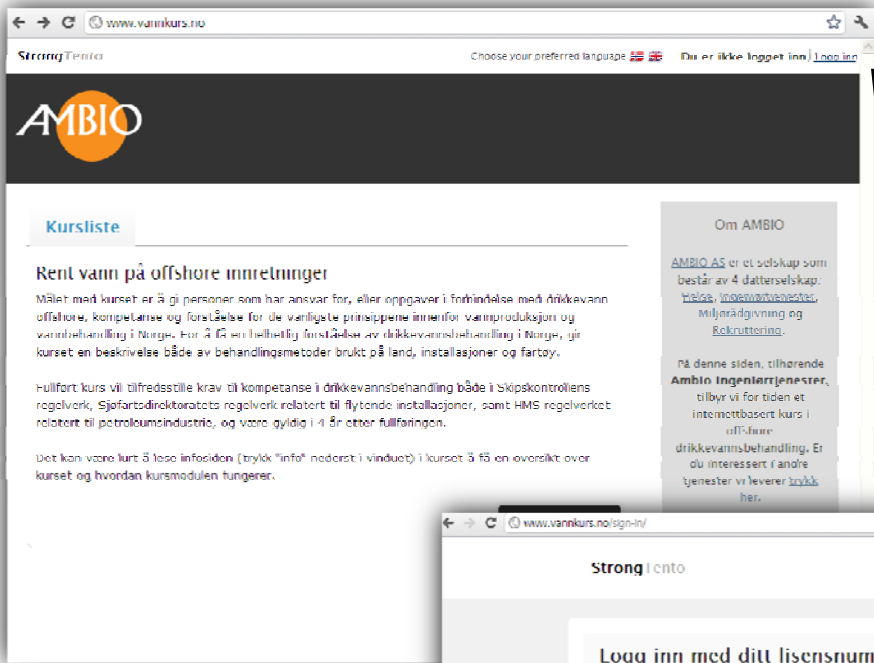 www.vannkurs.no
StrongTento
Choose your preferred language
Du er ikke logget inn | Logg inn
AMBIO
Kursliste
Rent vann på offshore innretninger
Målet med kurset er å gi personer som har ansvar for, eller oppgaver i forbindelse med drikkevann
offshore, kompetanse og forståelse for de vanligste prinsippene innenfor vannproduksjon og
vannbehandling i Norge. For å få en helhetlig forståelse av drikkevannsbehandling i Norge, gir
kurset en beskrivelse både av behandlingsmetoder brukt på land, installasjoner og fartøy.
Fullført kurs vil tilfredsstille krav til kompetanse i drikkevannsbehandling både i Skipskontrollens
regelverk, Sjøfartsdirektoratets regelverk relatert til flytende installasjoner, samt HMS regelverket
relatert til petroleumsindustrie, og være gyldig i 4 år etter fullføringen.
Det kan være lurt å lese infosiden (trykk "info" nederst i vinduet) i kurset å få en oversikt over
kurset og hvordan kursmodulen fungerer.
Om AMBIO
AMBIO AS er et selskap som
består av 4 datterselskap.
Helse, Ingeniørtjenester,
Miljørådgivning og
Rekruttering.
På denne siden, tilhørende
Ambio Ingeniørtjenester,
tilbyr vi for tiden et
internettbasert kurs i
offshore
drikkevannsbehandling. Er
du interessert i andre
tjenester vi leverer trykk
her.
www.vannkurs.no/sign-in/
StrongTento
Logg inn med ditt lisensnum